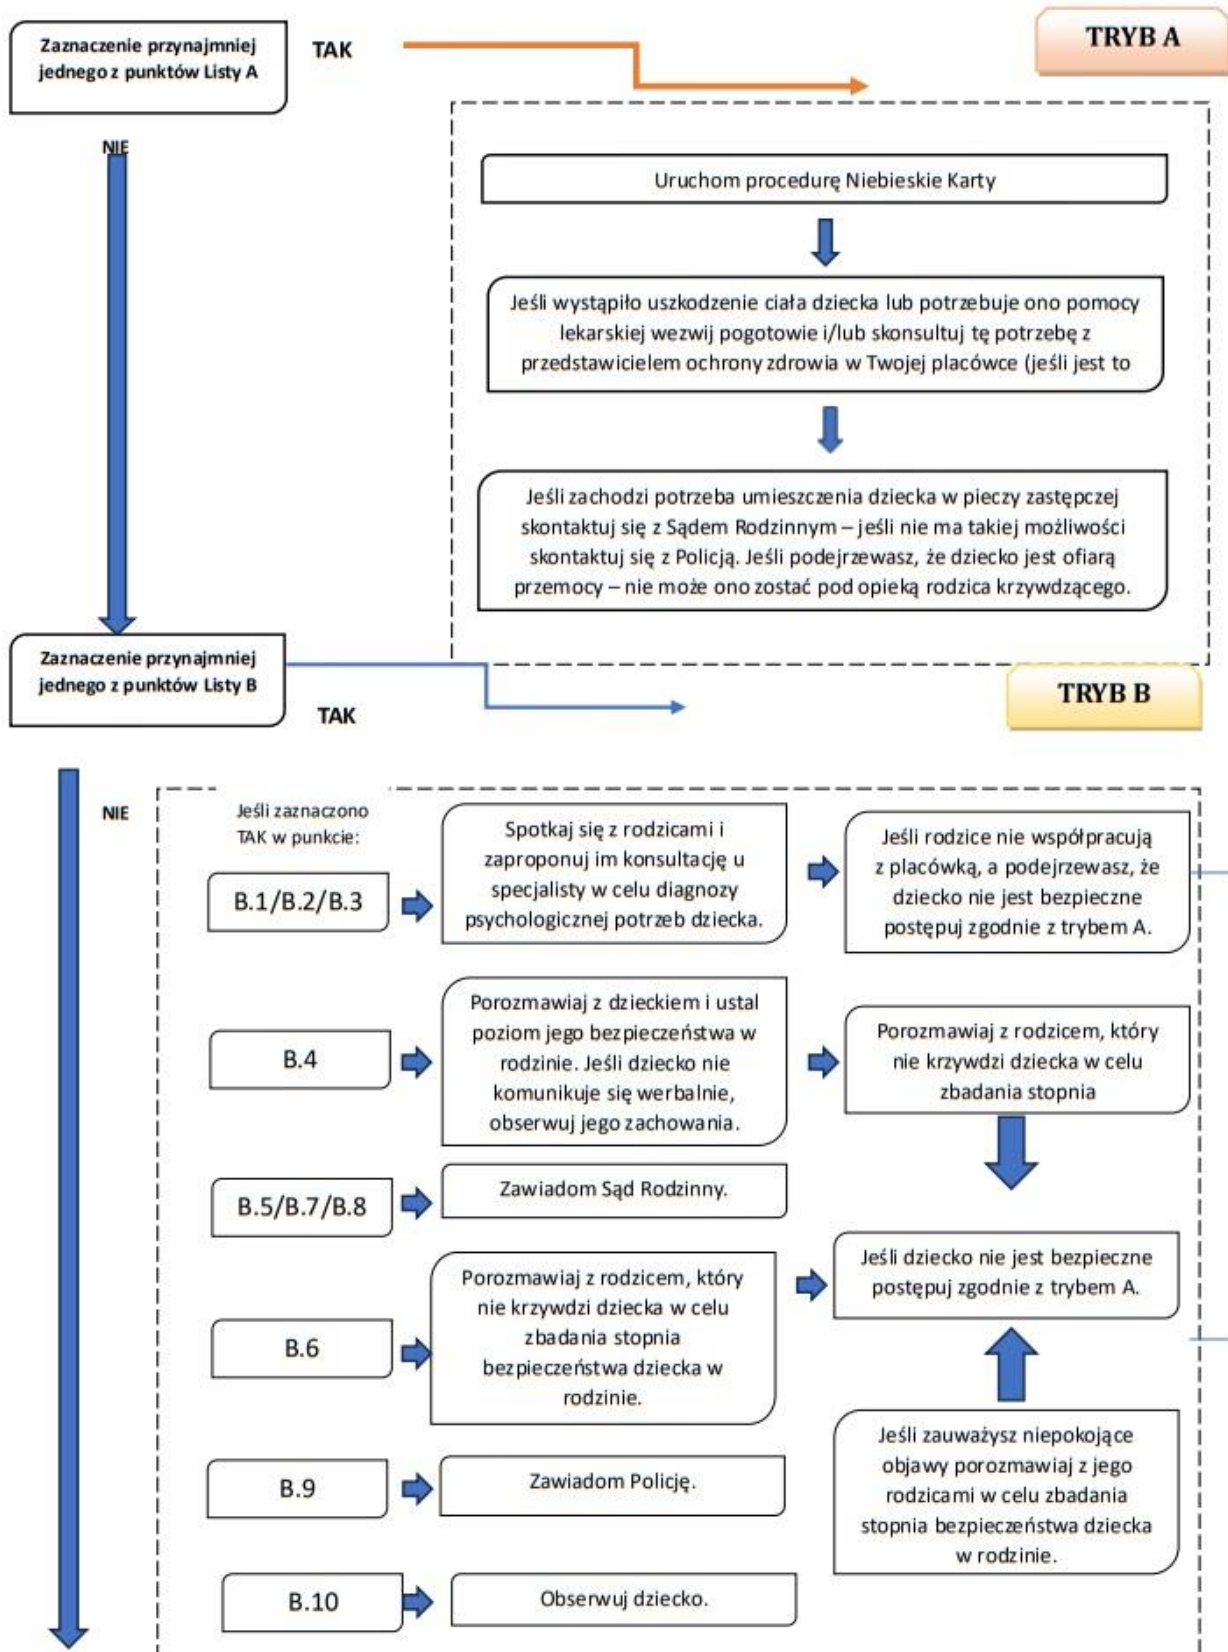 Zaznaczenie przynajmniej
jednego z punktów Listy A
TAK
TRYB A
NIE
Uruchom procedurę Niebieskie Karty
Jeśli wystąpiło uszkodzenie ciała dziecka lub potrzebuje ono pomocy
lekarskiej wezwij pogotowie i/lub skonsultuj tę potrzebę z
przedstawicielem ochrony zdrowia w Twojej placówce (jeśli jest to
Jeśli zachodzi potrzeba umieszczenia dziecka w pieczy zastępczej
skontaktuj się z Sądem Rodzinnym – jeśli nie ma takiej możliwości
skontaktuj się z Policją. Jeśli podejrzewasz, że dziecko jest ofiarą
przemocy – nie może ono zostać pod opieką rodzica krzywdzącego.
Zaznaczenie przynajmniej
jednego z punktów Listy B
TAK
TRYB B
NIE
Jeśli zaznaczono
TAK w punkcie:
B.1/B.2/B.3
Spotkaj się z rodzicami i
zaproponuj im konsultację u
specjalisty w celu diagnozy
psychologicznej potrzeb dziecka.
Jeśli rodzice nie współpracują
z placówką, a podejrzewasz, że
dziecko nie jest bezpieczne
postępuj zgodnie z trybem A.
B.4
Porozmawiaj z dzieckiem i ustal
poziom jego bezpieczeństwa w
rodzinie. Jeśli dziecko nie
komunikuje się werbalnie,
obserwuj jego zachowania.
Porozmawiaj z rodzicem, który
nie krzywdzi dziecka w celu
zbadania stopnia
B.5/B.7/B.8
Zawiadom Sąd Rodzinny.
Jeśli dziecko nie jest bezpieczne
postępuj zgodnie z trybem A.
B.6
Porozmawiaj z rodzicem, który
nie krzywdzi dziecka w celu
zbadania stopnia
bezpieczeństwa dziecka w
rodzinie.
Jeśli zauważysz niepokojące
objawy porozmawiaj z jego
rodzicami w celu zbadania
stopnia bezpieczeństwa dziecka
w rodzinie.
B.9
Zawiadom Policję.
B.10
Obserwuj dziecko.